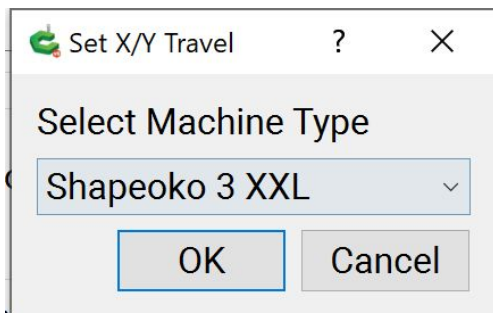 Set X/Y Travel ? ×
Select Machine Type
Shapeoko 3 XXL
OK Cancel